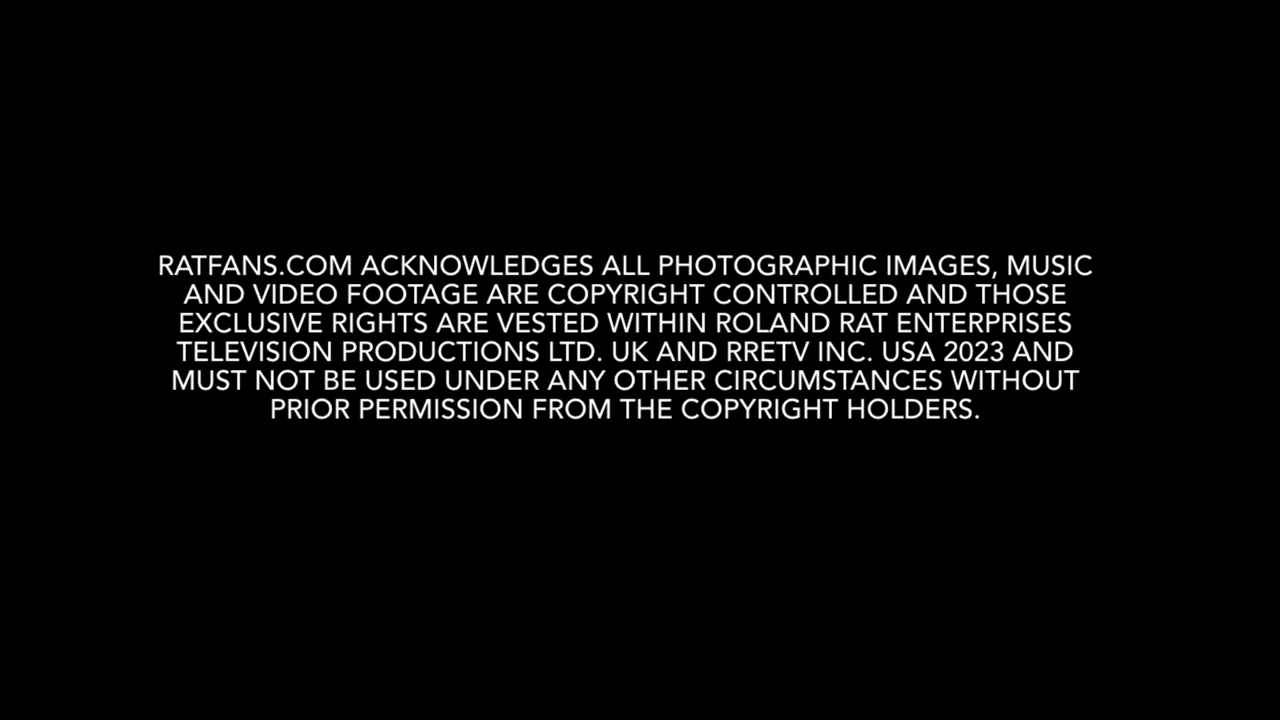 RATFANS.COM ACKNOWLEDGES ALL PHOTOGRAPHIC IMAGES, MUSIC
AND VIDEO FOOTAGE ARE COPYRIGHT CONTROLLED AND THOSE
EXCLUSIVE RIGHTS ARE VESTED WITHIN ROLAND RAT ENTERPRISES
TELEVISION PRODUCTIONS LTD. UK AND RRETV INC. USA 2023 AND
MUST NOT BE USED UNDER ANY OTHER CIRCUMSTANCES WITHOUT
PRIOR PERMISSION FROM THE COPYRIGHT HOLDERS.